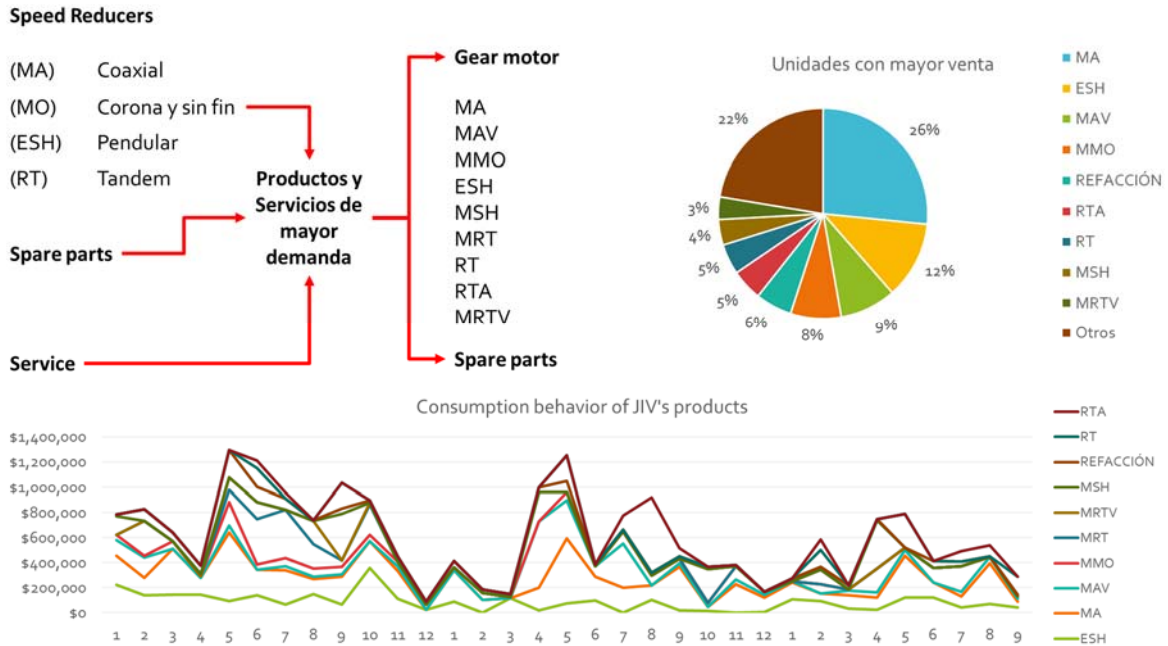 Speed Reducers
(MA) Coaxial
(MO) Corona y sin fin
(ESH) Pendular
(RT) Tandem
Spare parts
Service
Productos y
Servicios de
mayor
demanda
Gear motor
MA
MAV
MMO
ESH
MSH
MRT
RT
RTA
MRTV
Spare parts
Unidades con mayor venta
26%
12%
9%
8%
6%
5%
5%
4%
3%
22%
MA
ESH
MAV
MMO
REFACCIÓN
RTA
RT
MSH
MRTV
Otros
Consumption behavior of JIV's products
$1,400,000
$1,200,000
$1,000,000
$800,000
$600,000
$400,000
$200,000
$0
1 2 3 4 5 6 7 8 9 10 11 12 1 2 3 4 5 6 7 8 9 10 11 12 1 2 3 4 5 6 7 8 9
RTA
RT
REFACCIÓN
MSH
MRTV
MRT
MMO
MAV
MA
ESH